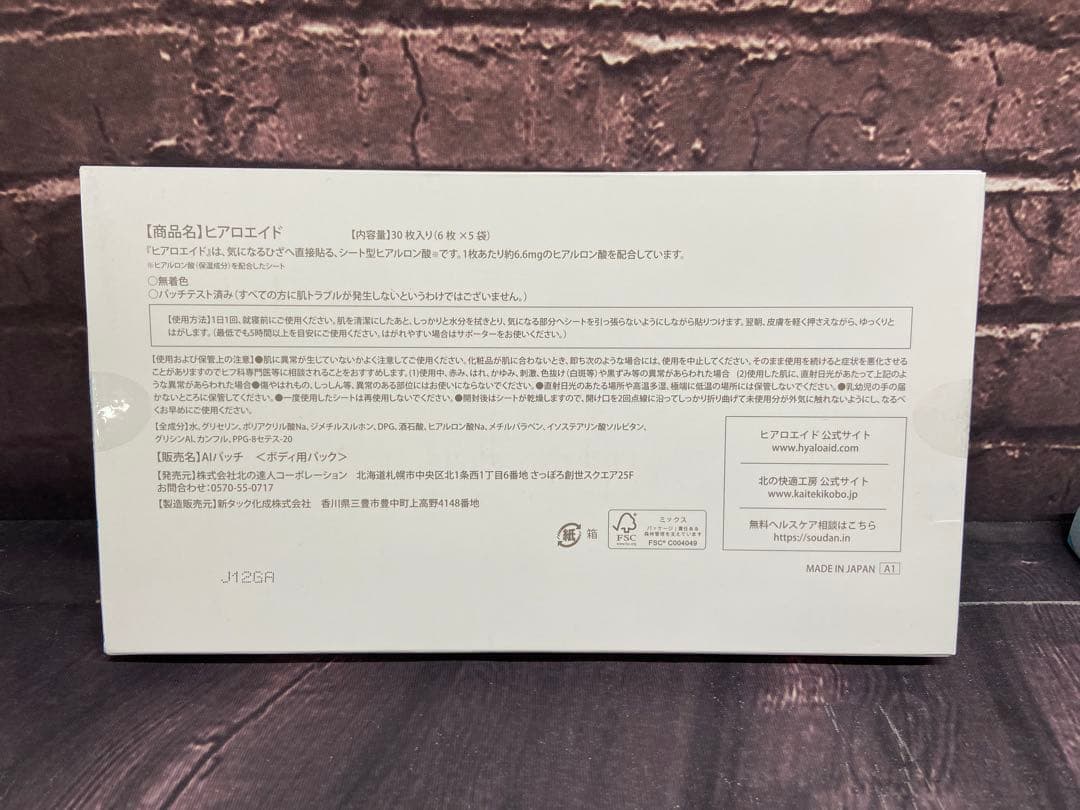 【商品名】ヒアロエイド 【内容量】30枚入り(6枚×5袋)
『ヒアロエイド』は、気になるひざへ直接貼る、シート型ヒアルロン酸※です。1枚あたり約6.6mgのヒアルロン酸を配合しています。
※ヒアルロン酸(保湿成分)を配合したシート
○無着色
○パッチテスト済み(すべての方に肌トラブルが発生しないというわけではございません。)
【使用方法】1日1回、就寝前にご使用ください。肌を清潔にしたあと、しっかりと水分を拭きとり、気になる部分へシートを引っ張らないようにしながら貼りつけます。翌朝、皮膚を軽く押さえながら、ゆっくりと
はがします。(最低でも5時間以上を目安にご使用ください。はがれやすい場合はサポーターをお使いください。)
【使用および保管上の注意】●肌に異常が生じていないかよく注意してご使用ください。化粧品が肌に合わないとき、即ち次のような場合には、使用を中止してください。そのまま使用を続けると症状を悪化させる
ことがありますのでヒフ科専門医等に相談されることをおすすめします。(1)使用中、赤み、はれ、かゆみ、刺激、色抜け(白斑等)や黒ずみ等の異常があらわれた場合 (2)使用した肌に、直射日光があたって上記のよ
うな異常があらわれた場合●傷やはれもの、しっしん等、異常のある部位にはお使いにならないでください。●直射日光のあたる場所や高温多湿、極端に低温の場所には保管しないでください。●乳幼児の手の届
かないところに保管してください。●一度使用したシートは再使用しないでください。●開封後はシートが乾燥しますので、開け口を2回点線に沿ってしっかり折り曲げて未使用分が外気に触れないようにし、なるべ
くお早めにご使用ください。
【全成分】水、グリセリン、ポリアクリル酸Na、ジメチルスルホン、DPG、酒石酸、ヒアルロン酸Na、メチルパラベン、イソステアリン酸ソルビタン、
グリシンAl、カンフル、PPG-8セテス-20
【販売名】AIパッチ <ボディ用パック>
【発売元】株式会社北の達人コーポレーション 北海道札幌市中央区北1条西1丁目6番地 さっぽろ創世スクエア25F
お問合わせ:0570-55-0717
【製造販売元】新タック化成株式会社 香川県三豊市豊中町上高野4148番地
ヒアロエイド 公式サイト
www.hyaloaid.com
北の快適工房 公式サイト
www.kaitekikobo.jp
無料ヘルスケア相談はこちら
https://soudan.in
紙 箱
FSC
www.fsc.org
ミックス
パッケージ|責任ある
森林管理を支えています
FSC® C004049
MADE IN JAPAN A1
J12GA